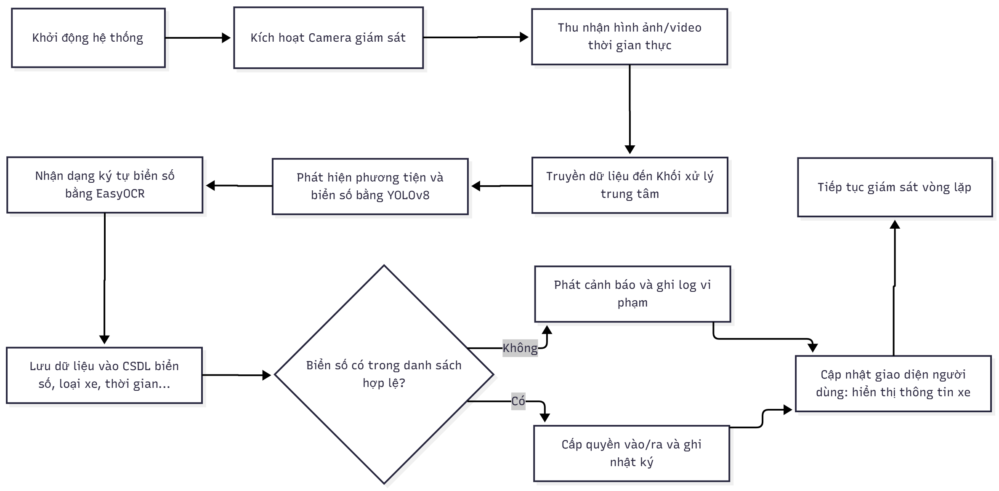 Khởi động hệ thống
Kích hoạt Camera giám sát
Thu nhận hình ảnh/video
thời gian thực
Truyền dữ liệu đến Khối xử lý
trung tâm
Phát hiện phương tiện và
biển số bằng YOLOv8
Nhận dạng ký tự biển số
bằng EasyOCR
Lưu dữ liệu vào CSDL biển
số, loại xe, thời gian...
Biển số có trong danh sách
hợp lệ?
Không
Phát cảnh báo và ghi log vi
phạm
Có
Cấp quyền vào/ra và ghi
nhật ký
Cập nhật giao diện người
dùng: hiển thị thông tin xe
Tiếp tục giám sát vòng lặp